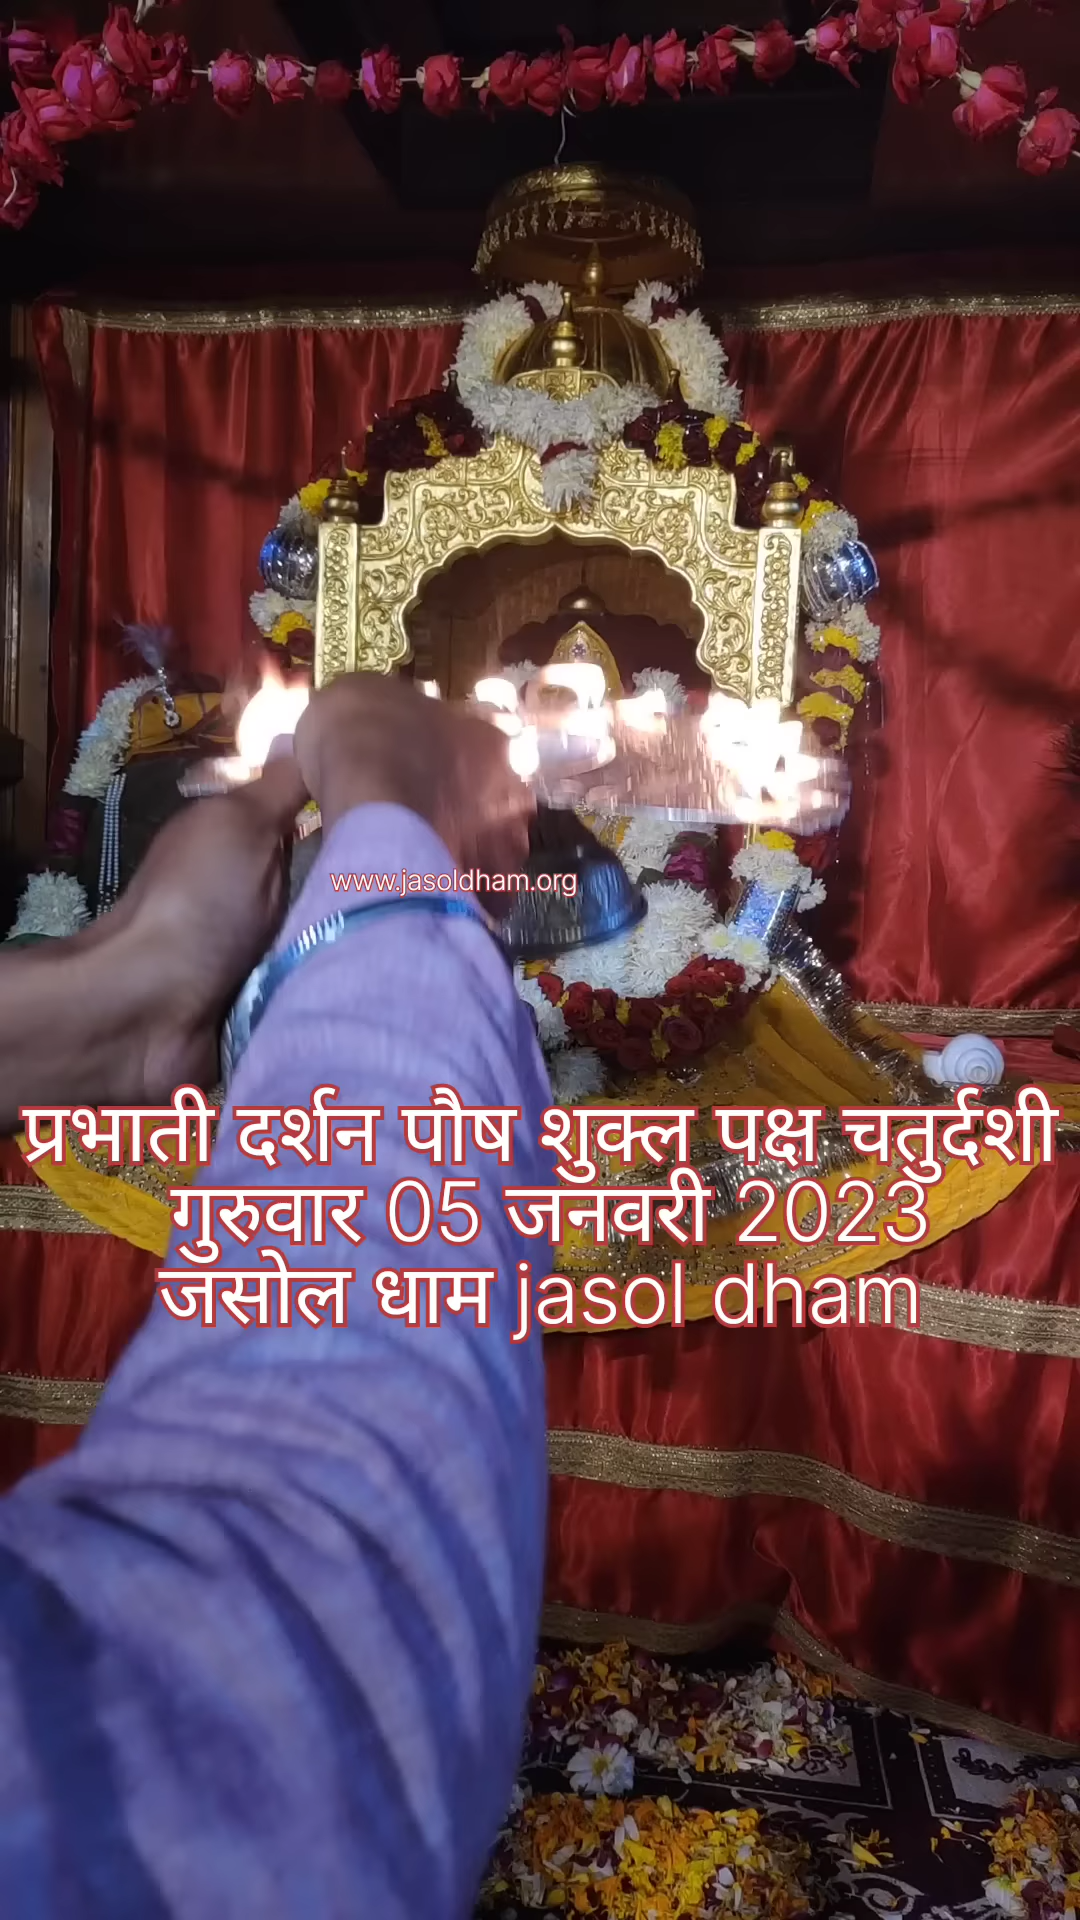 www.jasoldham.org
प्रभाती दर्शन पौष शुक्ल पक्ष चतुर्दशी
गुरुवार 05 जनवरी 2023
जसोल धाम jasol dham